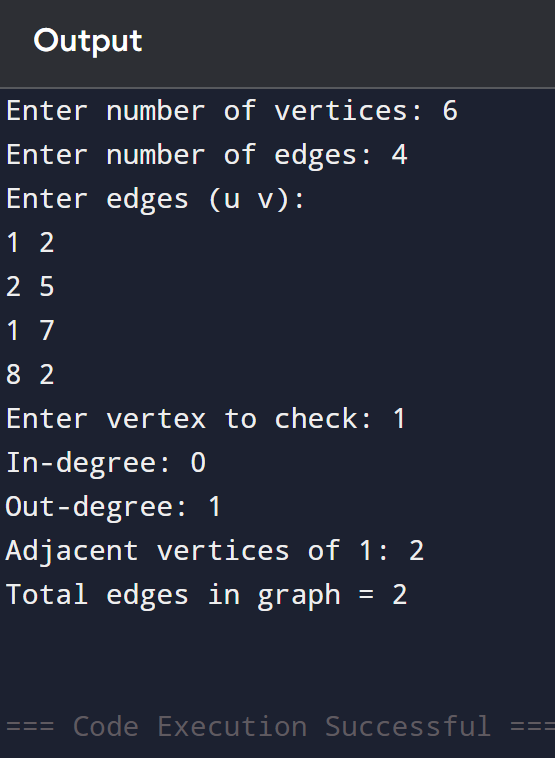 Output
Enter number of vertices: 6
Enter number of edges: 4
Enter edges (u v):
1 2
2 5
1 7
8 2
Enter vertex to check: 1
In-degree: 0
Out-degree: 1
Adjacent vertices of 1: 2
Total edges in graph = 2
=== Code Execution Successful ===